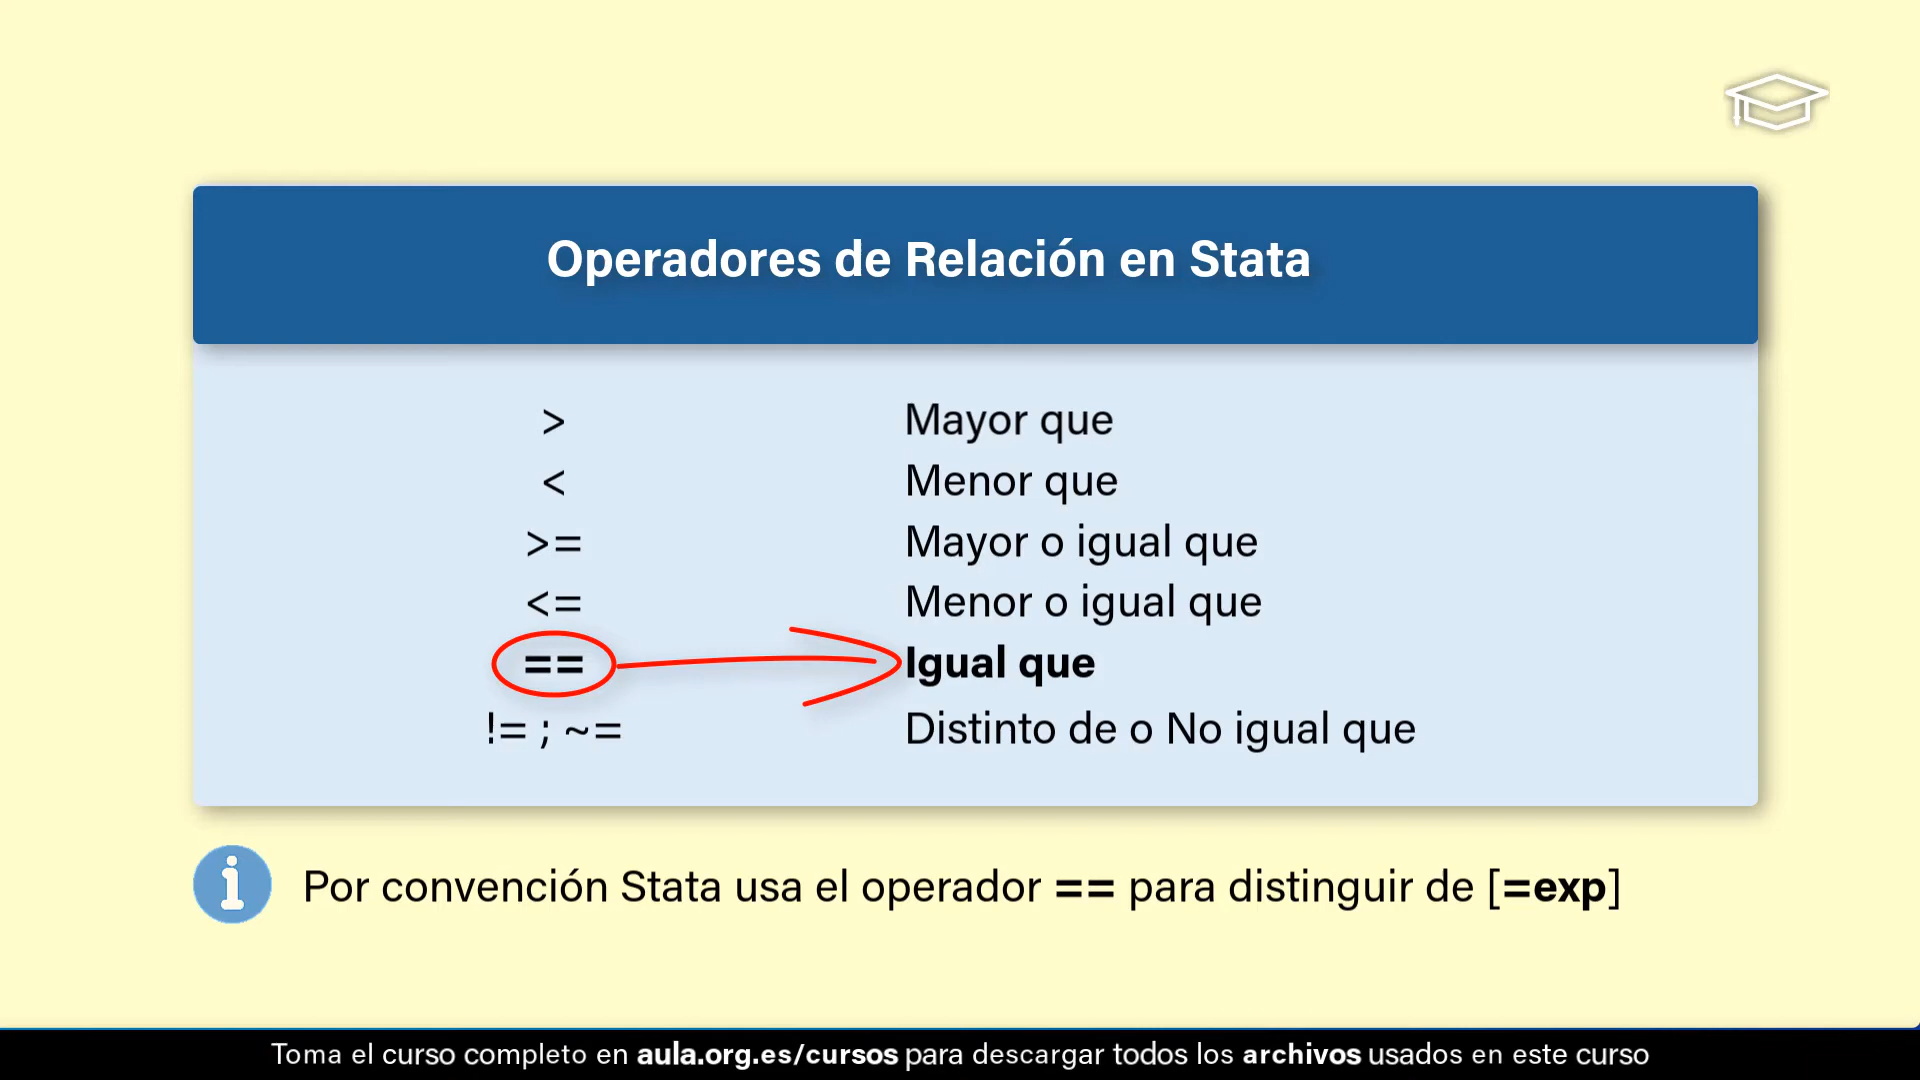 Operadores de Relación en Stata
> Mayor que
< Menor que
>= Mayor o igual que
<= Menor o igual que
== Igual que
!= ; ~= Distinto de o No igual que
Por convención Stata usa el operador == para distinguir de [=exp]
Toma el curso completo en aula.org.es/cursos para descargar todos los archivos usados en este curso